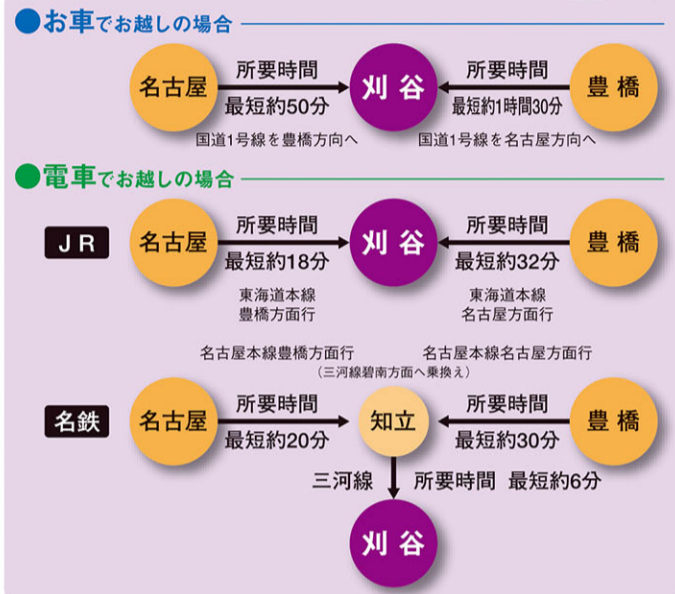 ●お車でお越しの場合
名古屋 所要時間 刈谷 所要時間 豊橋
最短約50分 最短約1時間30分
国道1号線を豊橋方向へ 国道1号線を名古屋方向へ
●電車でお越しの場合
JR 名古屋 所要時間 刈谷 所要時間 豊橋
最短約18分 最短約32分
東海道本線 東海道本線
豊橋方面行 名古屋方面行
名古屋本線豊橋方面行 名古屋本線名古屋方面行
(三河線碧南方面へ乗換え)
名鉄 名古屋 所要時間 知立 所要時間 豊橋
最短約20分 最短約30分
三河線 所要時間 最短約6分
刈谷